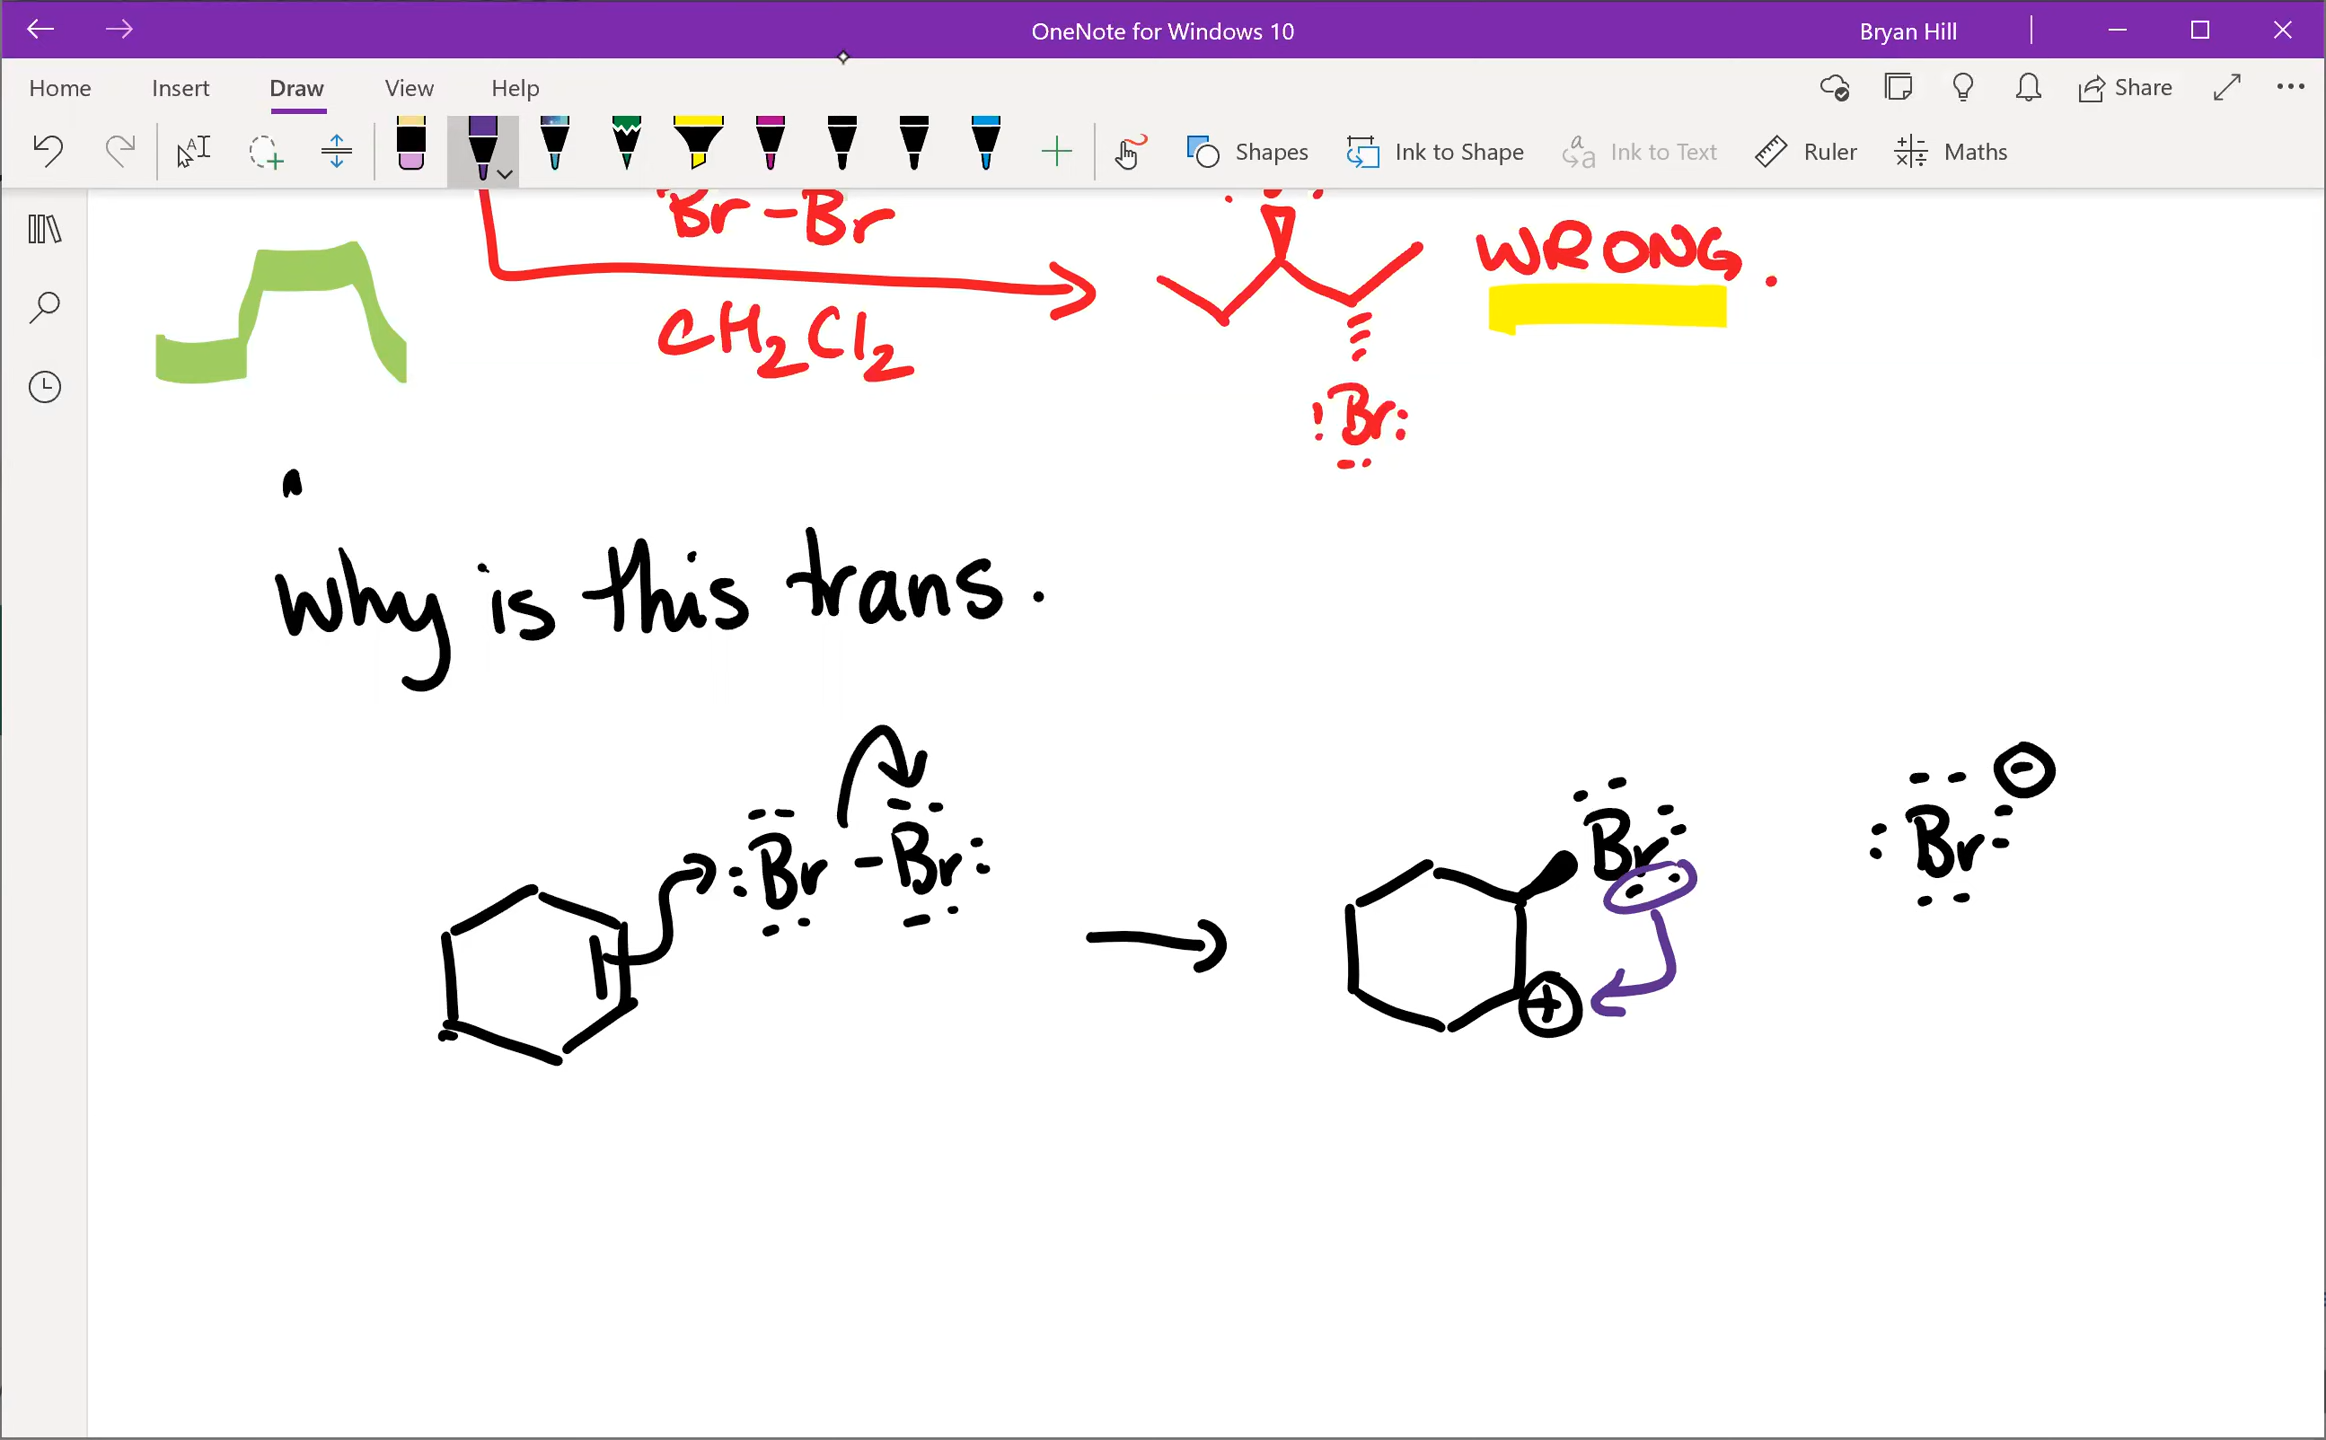 OneNote for Windows 10
Bryan Hill
Home Insert Draw View Help
Share
Shapes Ink to Shape Ink to Text Ruler Maths
Br-Br
WRONG.
CH2Cl2
:Br:
Why is this trans.
:Br-Br:
Br:
:Br: -
+